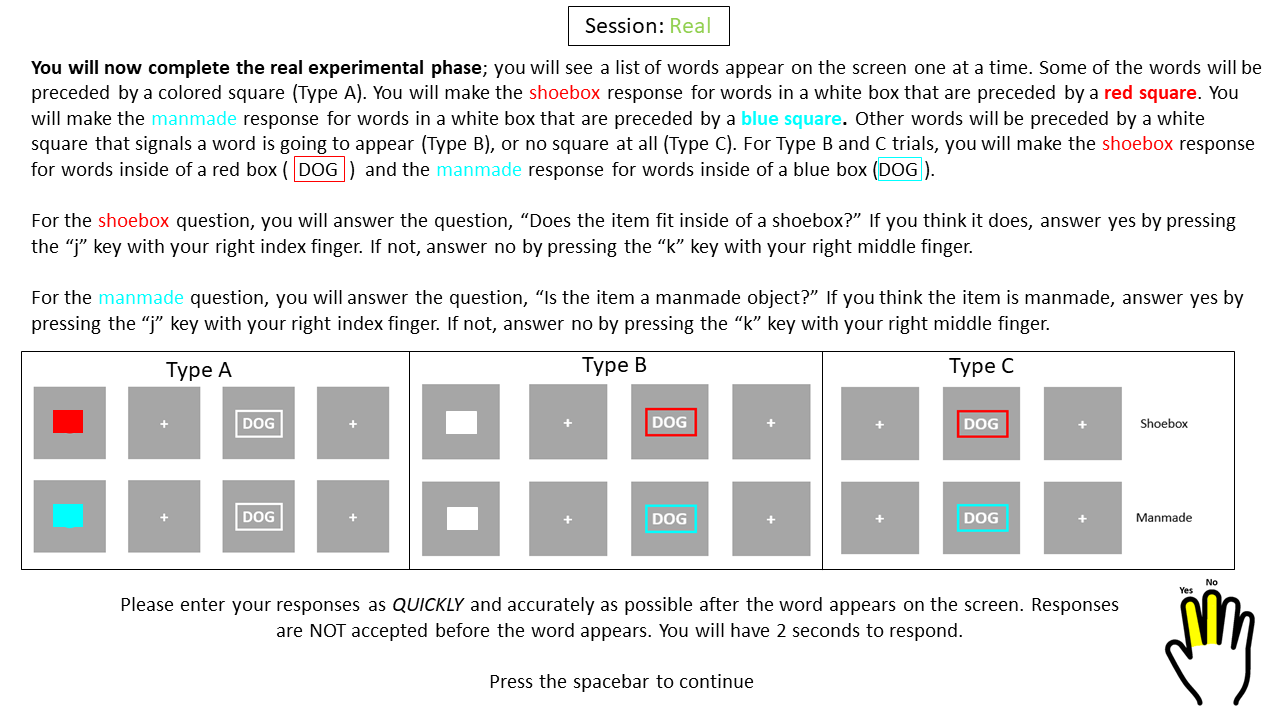 Session: Real
You will now complete the real experimental phase; you will see a list of words appear on the screen one at a time. Some of the words will be
preceded by a colored square (Type A). You will make the shoebox response for words in a white box that are preceded by a red square. You
will make the manmade response for words in a white box that are preceded by a blue square. Other words will be preceded by a white
square that signals a word is going to appear (Type B), or no square at all (Type C). For Type B and C trials, you will make the shoebox response
for words inside of a red box ( DOG ) and the manmade response for words inside of a blue box (DOG ).
For the shoebox question, you will answer the question, “Does the item fit inside of a shoebox?” If you think it does, answer yes by pressing
the “j” key with your right index finger. If not, answer no by pressing the “k” key with your right middle finger.
For the manmade question, you will answer the question, “Is the item a manmade object?” If you think the item is manmade, answer yes by
pressing the “j” key with your right index finger. If not, answer no by pressing the “k” key with your right middle finger.
Type A Type B Type C
+ DOG + + DOG + + DOG + Shoebox
+ DOG + + DOG + + DOG + Manmade
Please enter your responses as QUICKLY and accurately as possible after the word appears on the screen. Responses
are NOT accepted before the word appears. You will have 2 seconds to respond.
Yes No
Press the spacebar to continue